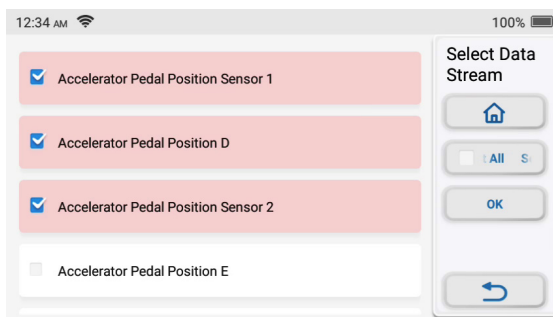 12:34 AM
100%
Accelerator Pedal Position Sensor 1
Accelerator Pedal Position D
Accelerator Pedal Position Sensor 2
Accelerator Pedal Position E
Select Data
Stream
All
OK